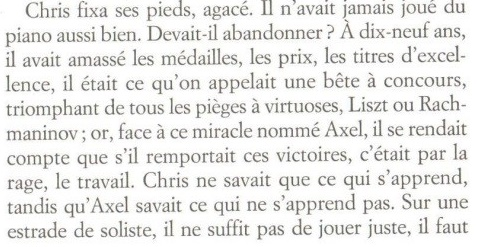 Chris fixa ses pieds, agacé. Il n'avait jamais joué du
piano aussi bien. Devait-il abandonner ? À dix-neuf ans,
il avait amassé les médailles, les prix, les titres d'excel-
lence, il était ce qu'on appelait une bête à concours,
triomphant de tous les pièges à virtuoses, Liszt ou Rach-
maninov ; or, face à ce miracle nommé Axel, il se rendait
compte que s'il remportait ces victoires, c'était par la
rage, le travail. Chris ne savait que ce qui s'apprend,
tandis qu'Axel savait ce qui ne s'apprend pas. Sur une
estrade de soliste, il ne suffit pas de jouer juste, il faut